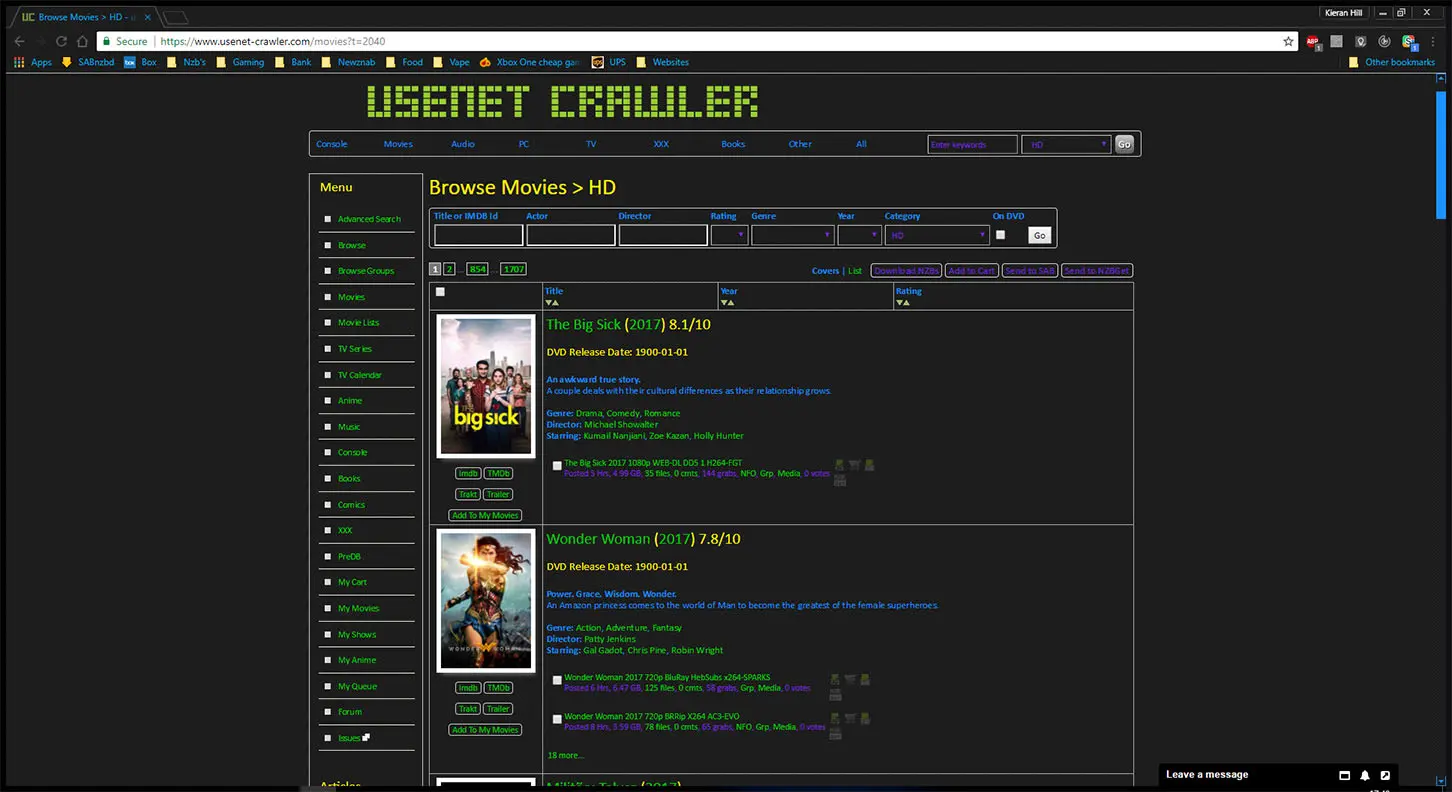 UC Browse Movies > HD -
Kieran Hill
Secure https://www.usenet-crawler.com/movies?t=2040
Apps SABnzbd Box Nzb's Gaming Bank Newznab Food Vape Xbox One cheap gam UPS Websites Other bookmarks
USENET CRAWLER
Console Movies Audio PC TV XXX Books Other All Enter keywords HD Go
Menu
Advanced Search
Browse
Browse Groups
Movies
Movie Lists
TV Series
TV Calendar
Anime
Music
Console
Books
Comics
XXX
PreDB
My Cart
My Movies
My Shows
My Anime
My Queue
Forum
Issues
Articles
Browse Movies > HD
Title or IMDB Id Actor Director Rating Genre Year Category On DVD
HD Go
1 2 ... 854 ... 1707 Covers | List Download NZBs Add to Cart Send to SAB Send to NZBGet
Title Year Rating
The Big Sick (2017) 8.1/10
DVD Release Date: 1900-01-01
An awkward true story.
A couple deals with their cultural differences as their relationship grows.
Genre: Drama, Comedy, Romance
Director: Michael Showalter
Starring: Kumail Nanjiani, Zoe Kazan, Holly Hunter
The Big Sick 2017 1080p WEB-DL DD5 1 H264-FGT
Posted 5 Hrs, 4.99 GB, 35 files, 0 cmts, 144 grabs, NFO, Grp, Media, 0 votes
THE
big sick
Imdb TMDb
Trakt Trailer
Add To My Movies
Wonder Woman (2017) 7.8/10
DVD Release Date: 1900-01-01
Power. Grace. Wisdom. Wonder.
An Amazon princess comes to the world of Man to become the greatest of the female superheroes.
Genre: Action, Adventure, Fantasy
Director: Patty Jenkins
Starring: Gal Gadot, Chris Pine, Robin Wright
Wonder Woman 2017 720p BluRay HebSubs x264-SPARKS
Posted 6 Hrs, 6.47 GB, 125 files, 0 cmts, 58 grabs, Grp, Media, 0 votes
Wonder Woman 2017 720p BRRip X264 AC3-EVO
Posted 8 Hrs, 3.59 GB, 78 files, 0 cmts, 65 grabs, NFO, Grp, Media, 0 votes
18 more...
WONDER WOMAN
Imdb TMDb
Trakt Trailer
Add To My Movies
Leave a message